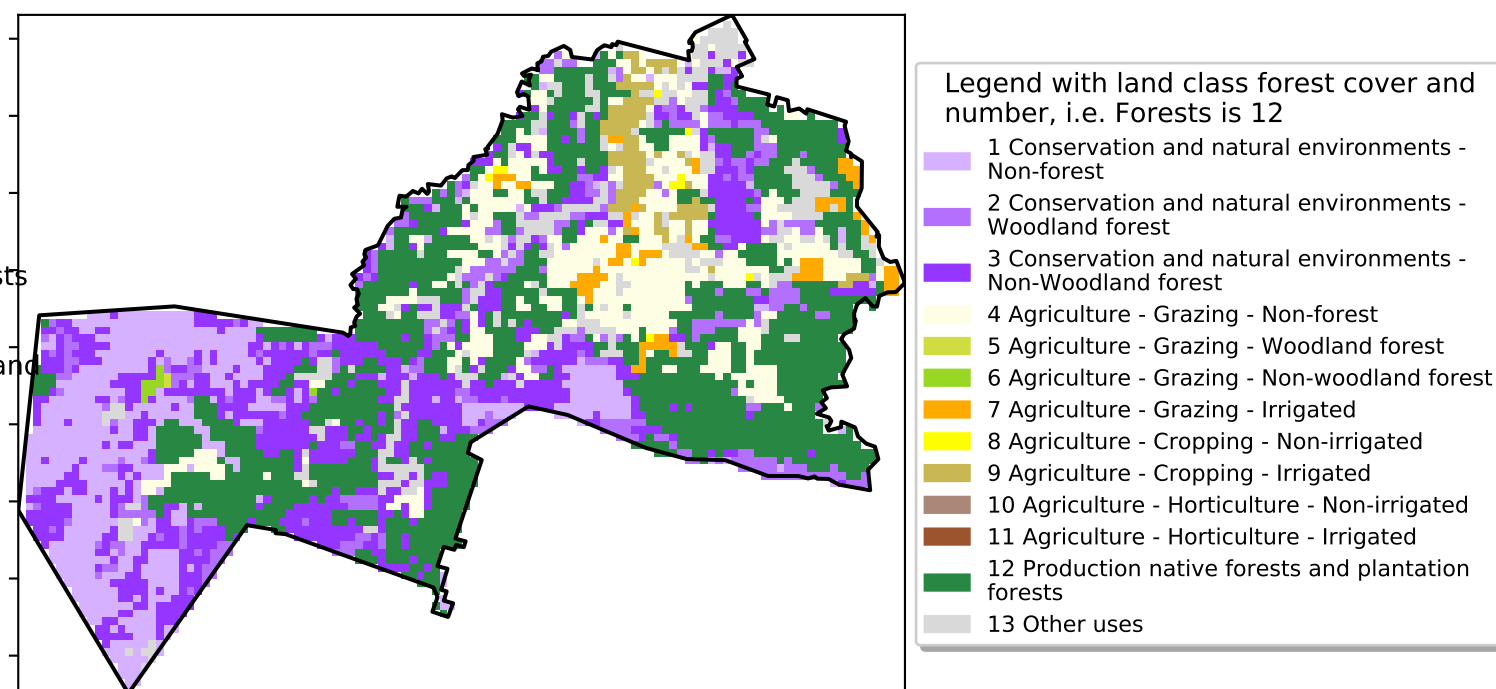 Legend with land class forest cover and
number, i.e. Forests is 12
1 Conservation and natural environments -
Non-forest
2 Conservation and natural environments -
Woodland forest
3 Conservation and natural environments -
Non-Woodland forest
4 Agriculture - Grazing - Non-forest
sts
5 Agriculture - Grazing - Woodland forest
and
6 Agriculture - Grazing - Non-woodland forest
7 Agriculture - Grazing - Irrigated
8 Agriculture - Cropping - Non-irrigated
9 Agriculture - Cropping - Irrigated
10 Agriculture - Horticulture - Non-irrigated
11 Agriculture - Horticulture - Irrigated
12 Production native forests and plantation
forests
13 Other uses